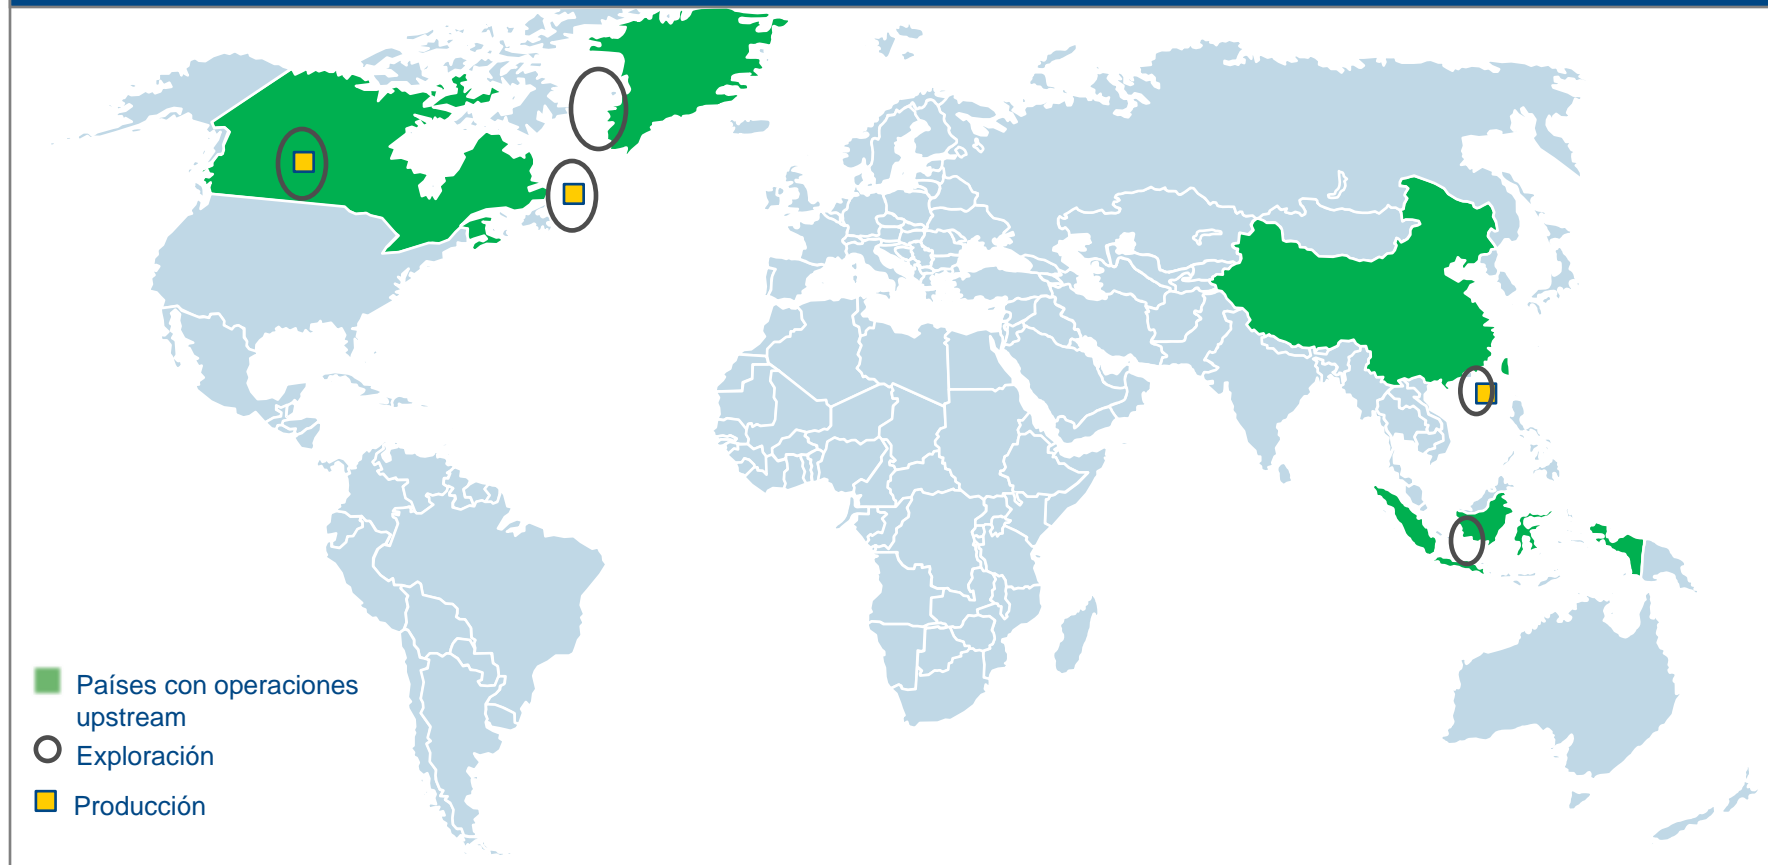 Países con operaciones
upstream
Exploración
Producción